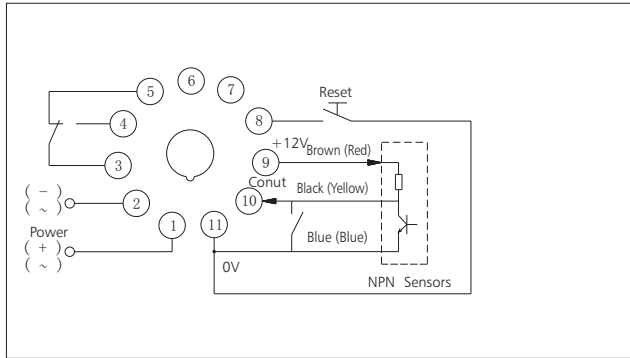 6
5
7
Reset
8
4
+12V
Brown (Red)
3
9
Conut
Black (Yellow)
( − )
( ~ )
2
10
1
11
Blue (Blue)
Power
( + )
( ~ )
0V
NPN Sensors